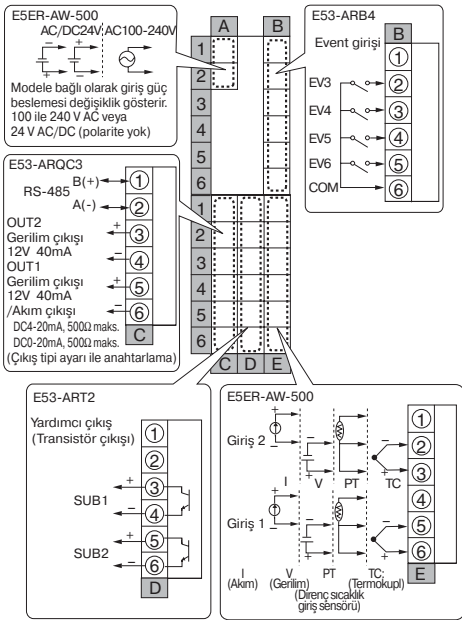 E5ER-AW-500
AC/DC24V AC100-240V
Modele bağlı olarak giriş güç
beslemesi değişiklik gösterir.
100 ile 240 V AC veya
24 V AC/DC (polarite yok)
A
B
1
2
3
4
5
6
1
2
3
4
5
6
C D E
E53-ARB4
B
Event girişi
1
EV3 2
EV4 3
EV5 4
EV6 5
COM 6
E53-ARQC3
B(+) 1
RS-485
A(-) 2
OUT2 + 3
Gerilim çıkışı
12V 40mA − 4
OUT1
Gerilim çıkışı + 5
12V 40mA
/Akım çıkışı − 6
DC4-20mA, 500Ω maks.
DC0-20mA, 500Ω maks.
C
(Çıkış tipi ayarı ile anahtarlama)
E53-ART2
Yardımcı çıkış
(Transistör çıkışı)
1
2
+ 3
SUB1
− 4
+ 5
SUB2
− 6
D
E5ER-AW-500
1
Giriş 2
+ − − 2
− + + 3
I V PT TC
4
Giriş 1
+ − − 5
− + + 6
E
I V PT TC:
(Akım) (Gerilim) (Termokupl)
(Direnç sıcaklık
giriş sensörü)